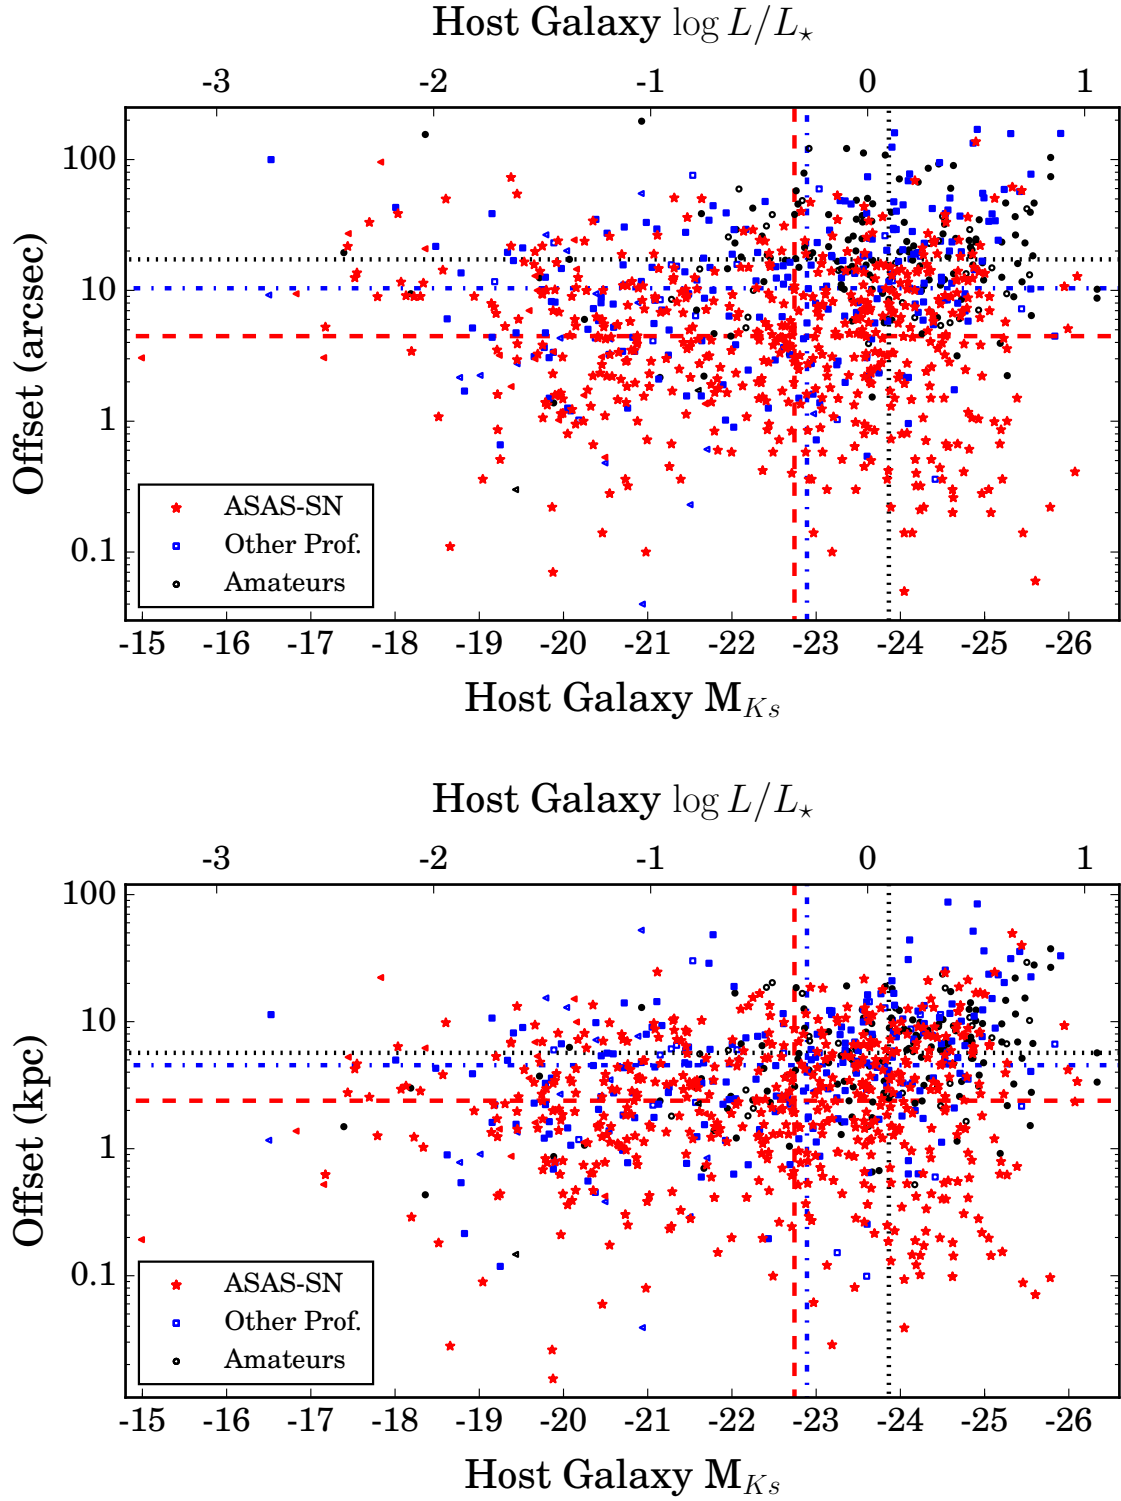 Host Galaxy log L/L⋆
-3 -2 -1 0 1
100
10
1
0.1
Offset (arcsec)
ASAS-SN
Other Prof.
Amateurs
-15 -16 -17 -18 -19 -20 -21 -22 -23 -24 -25 -26
Host Galaxy M_Ks
Host Galaxy log L/L⋆
-3 -2 -1 0 1
100
10
1
0.1
Offset (kpc)
ASAS-SN
Other Prof.
Amateurs
-15 -16 -17 -18 -19 -20 -21 -22 -23 -24 -25 -26
Host Galaxy M_Ks